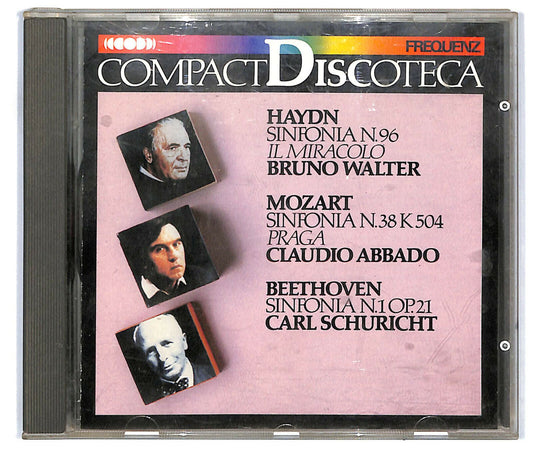 FREQUENZ
COMPACT DISCOTECA
HAYDN
SINFONIA N.96
IL MIRACOLO
BRUNO WALTER
MOZART
SINFONIA N.38 K 504
PRAGA
CLAUDIO ABBADO
BEETHOVEN
SINFONIA N.1 OP.21
CARL SCHURICHT